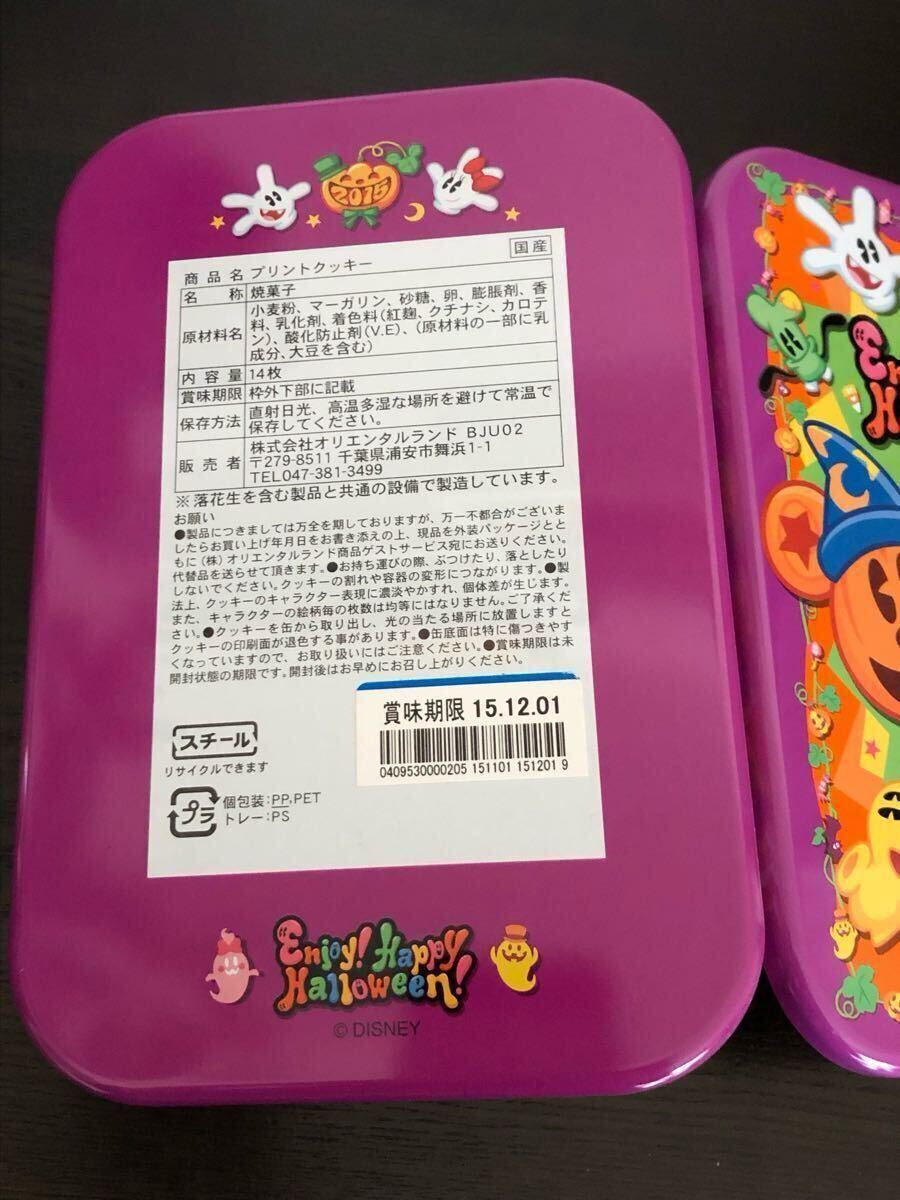 2015
国産
商品名 プリントクッキー
名称 焼菓子
原材料名 小麦粉、マーガリン、砂糖、卵、膨脹剤、香
料、乳化剤、着色料(紅麹、クチナシ、カロテ
ン)、酸化防止剤(V.E)、(原材料の一部に乳
成分、大豆を含む)
内容量 14枚
賞味期限 枠外下部に記載
保存方法 直射日光、高温多湿な場所を避けて常温で
保存してください。
販売者 株式会社オリエンタルランド BJU02
〒279-8511 千葉県浦安市舞浜1-1
TEL047-381-3499
※落花生を含む製品と共通の設備で製造しています。
お願い
●製品につきましては万全を期しておりますが、万一不都合がございま
したらお買い上げ年月日をお書き添えの上、現品を外装パッケージとと
もに(株)オリエンタルランド商品ゲストサービス宛にお送りください。
代替品を送らせて頂きます。●お持ち運びの際、ぶつけたり、落としたり
しないでください。クッキーの割れや容器の変形につながります。●製
法上、クッキーのキャラクター表現に濃淡やかすれ、個体差が生じます。
また、キャラクターの絵柄毎の枚数は均等にはなりません。ご了承くだ
さい。●クッキーを缶から取り出し、光の当たる場所に放置しますと
クッキーの印刷面が退色する事があります。●缶底面は特に傷つきやす
くなっていますので、お取り扱いにはご注意ください。●賞味期限は未
開封状態の期限です。開封後はお早めにお召し上がりください。
賞味期限 15.12.01
0409530000205 151101 151201 9
スチール
リサイクルできます
プラ
個包装:PP,PET
トレー:PS
Enjoy! Happy
Halloween!
© DISNEY